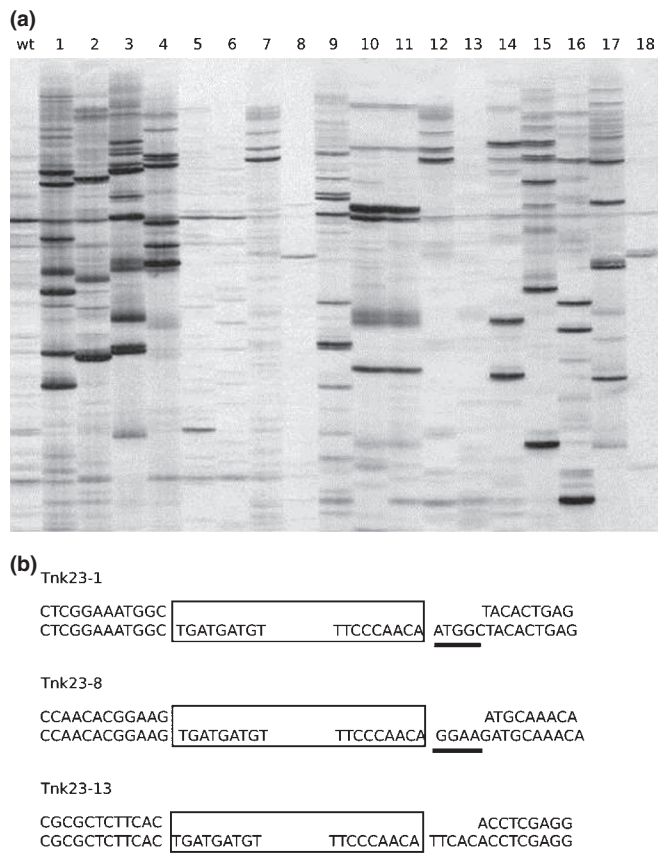 (a)
wt 1 2 3 4 5 6 7 8 9 10 11 12 13 14 15 16 17 18
(b)
Tnk23-1
CTCGGAAATGGC TACACTGAG
CTCGGAAATGGC TGATGATGT TTCCCAACA ATGGCTACACTGAG
Tnk23-8
CCAACACGGAAG ATGCAAACA
CCAACACGGAAG TGATGATGT TTCCCAACA GGAAGATGCAAACA
Tnk23-13
CGCGCTCTTCAC ACCTCGAGG
CGCGCTCTTCAC TGATGATGT TTCCCAACA TTCACACCTCGAGG